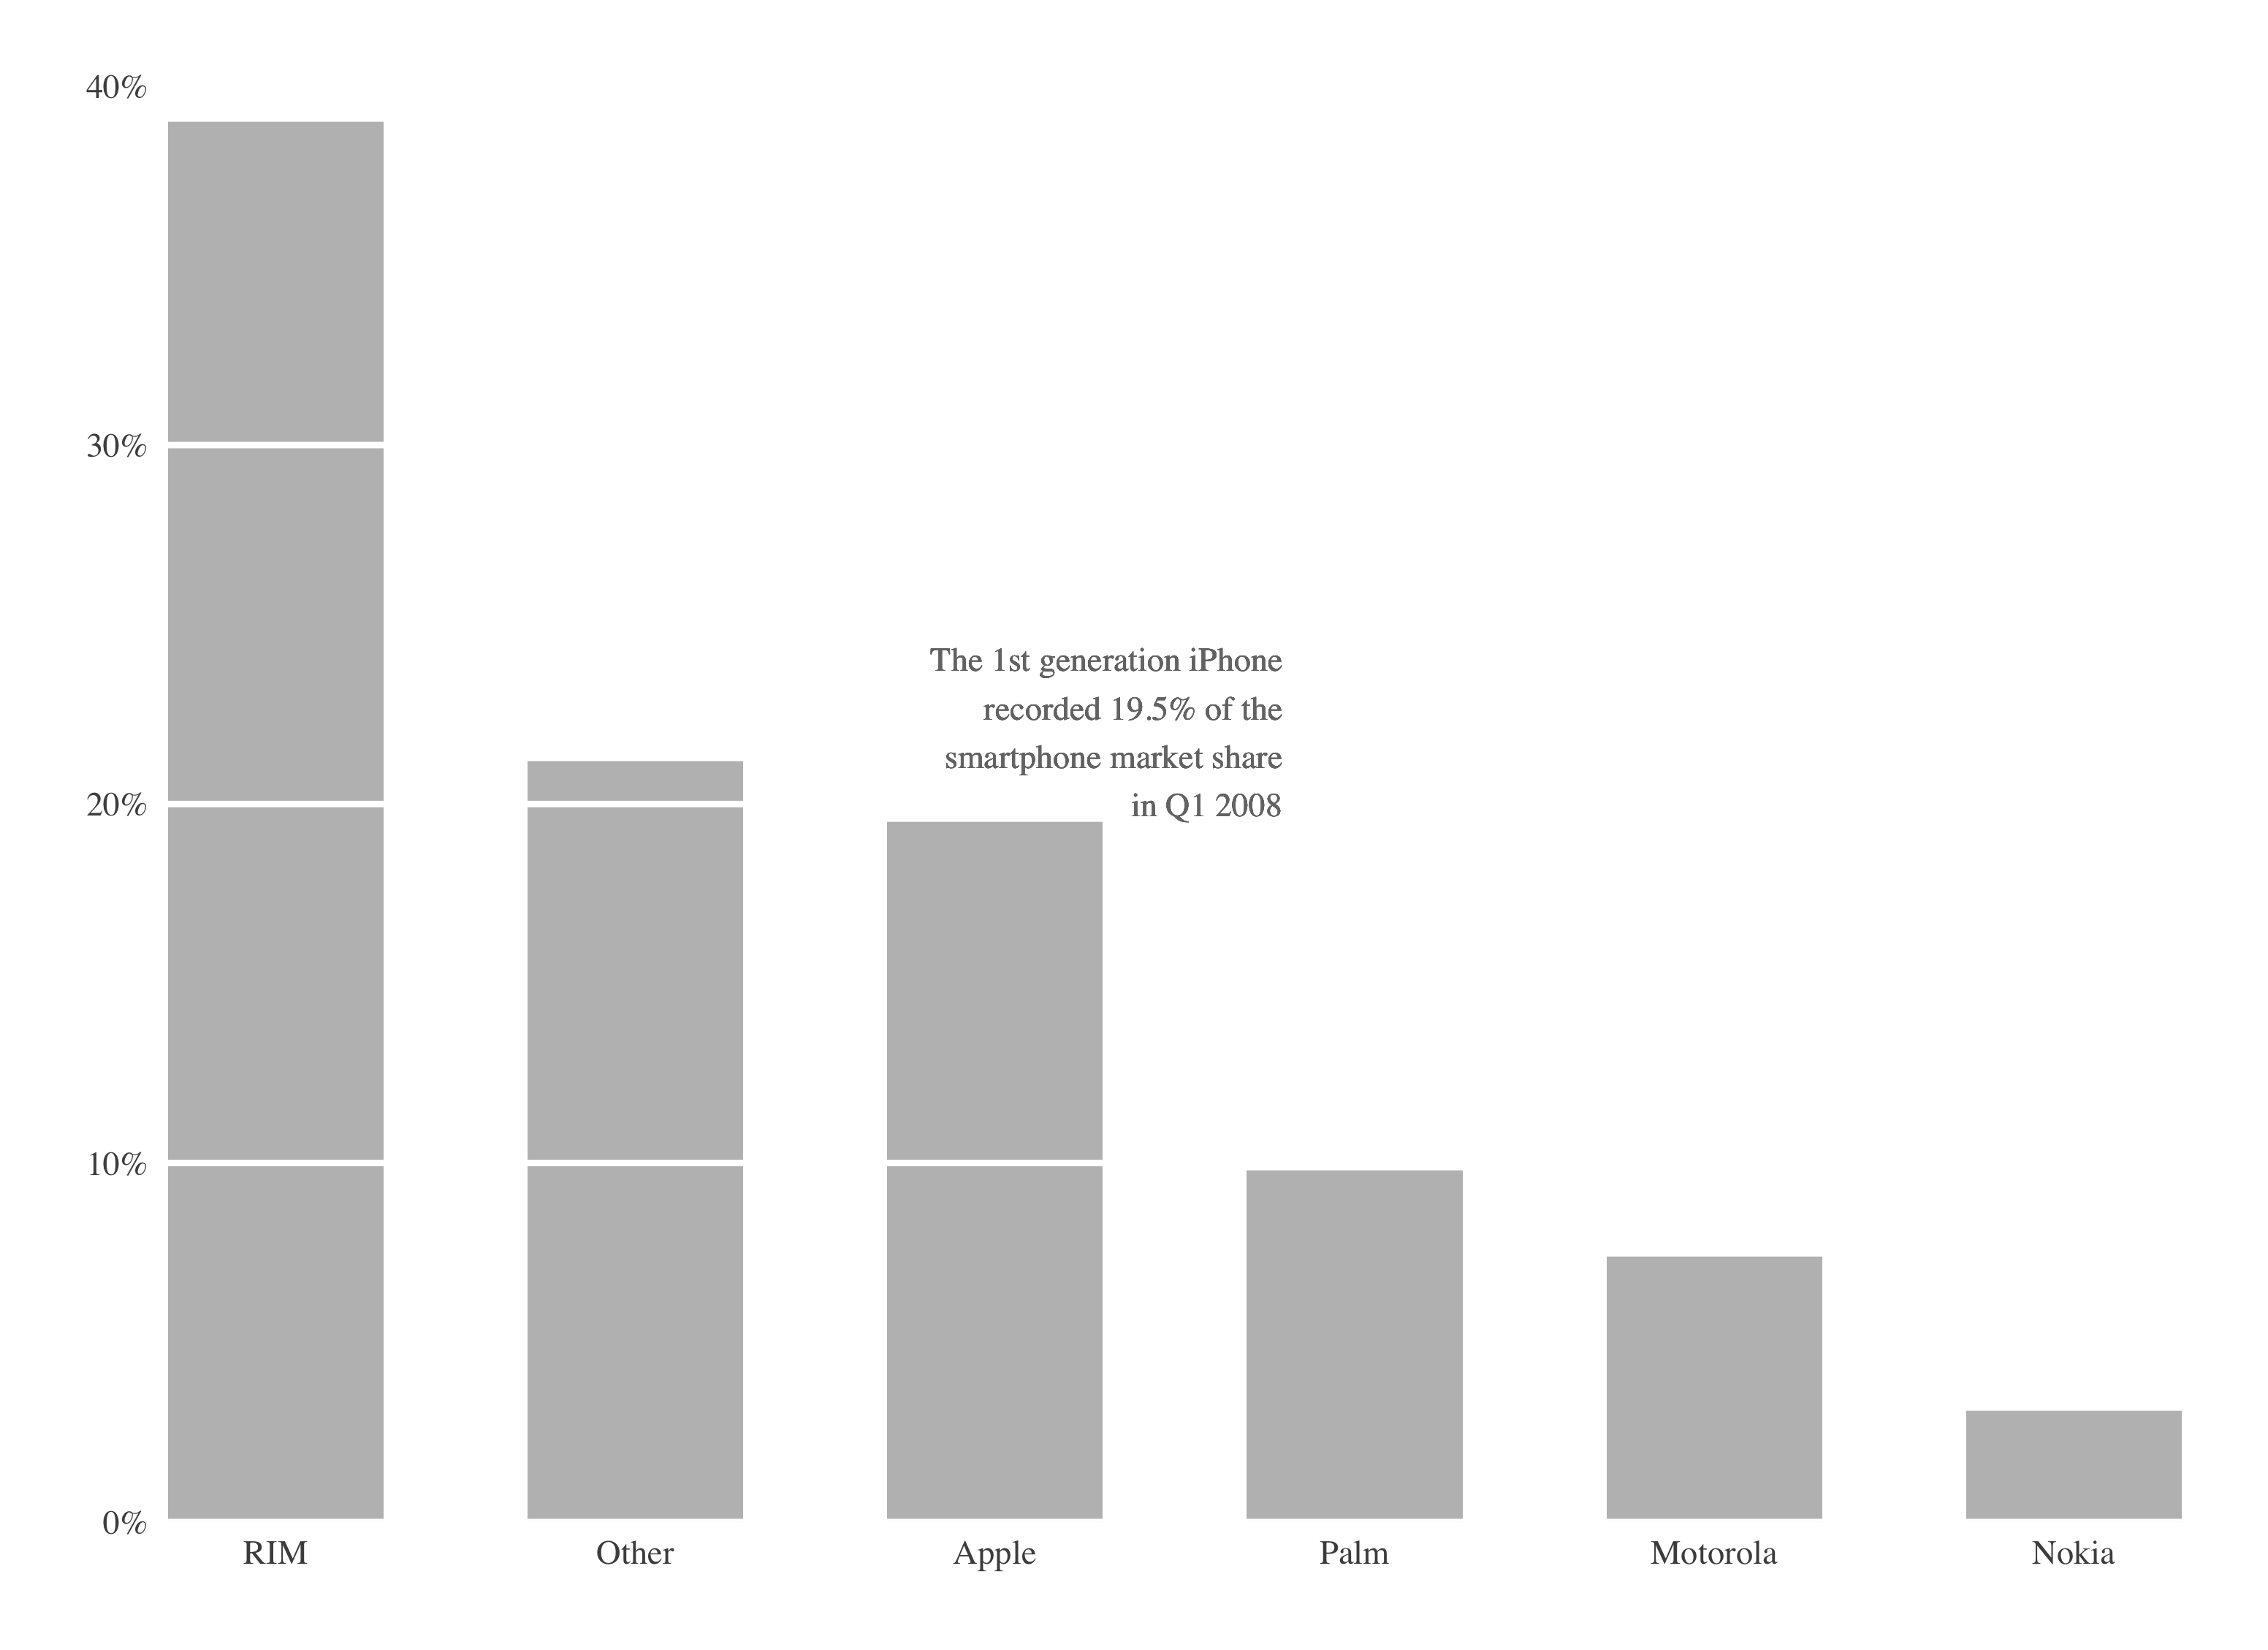 40%
30%
20%
10%
0%
The 1st generation iPhone
recorded 19.5% of the
smartphone market share
in Q1 2008
RIM
Other
Apple
Palm
Motorola
Nokia